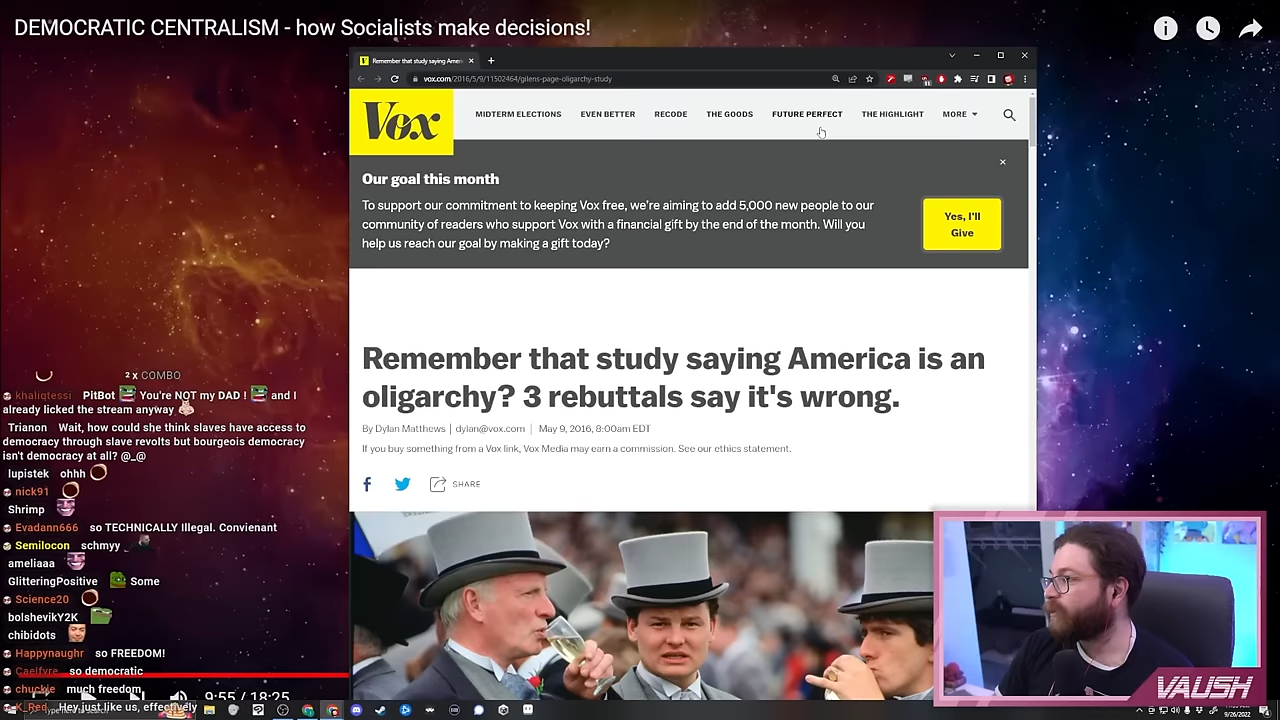 DEMOCRATIC CENTRALISM - how Socialists make decisions!
Remember that study saying Ameri
vox.com/2016/5/9/11502464/gilens-page-oligarchy-study
Vox
MIDTERM ELECTIONS EVEN BETTER RECODE THE GOODS FUTURE PERFECT THE HIGHLIGHT MORE
Our goal this month
To support our commitment to keeping Vox free, we're aiming to add 5,000 new people to our
community of readers who support Vox with a financial gift by the end of the month. Will you
help us reach our goal by making a gift today?
Yes, I'll
Give
Remember that study saying America is an
oligarchy? 3 rebuttals say it's wrong.
By Dylan Matthews | dylan@vox.com | May 9, 2016, 8:00am EDT
If you buy something from a Vox link, Vox Media may earn a commission. See our ethics statement.
SHARE
2 x COMBO
khaliqtessi PitBot You're NOT my DAD ! and I
already licked the stream anyway
Trianon Wait, how could she think slaves have access to
democracy through slave revolts but bourgeois democracy
isn't democracy at all? @_@
lupistek ohhh
nick91
Shrimp
Evadann666 so TECHNICALLY Illegal. Convienant
Semilocon schmyy
ameliaaa
GlitteringPositive Some
Science20
bolshevikY2K
chibidots
Happynaughr so FREEDOM!
Caelfyre so democratic
chuckie much freedom
K_Red Hey just like us, effectively
9:55 / 18:25
VAUSH
9/26/2022